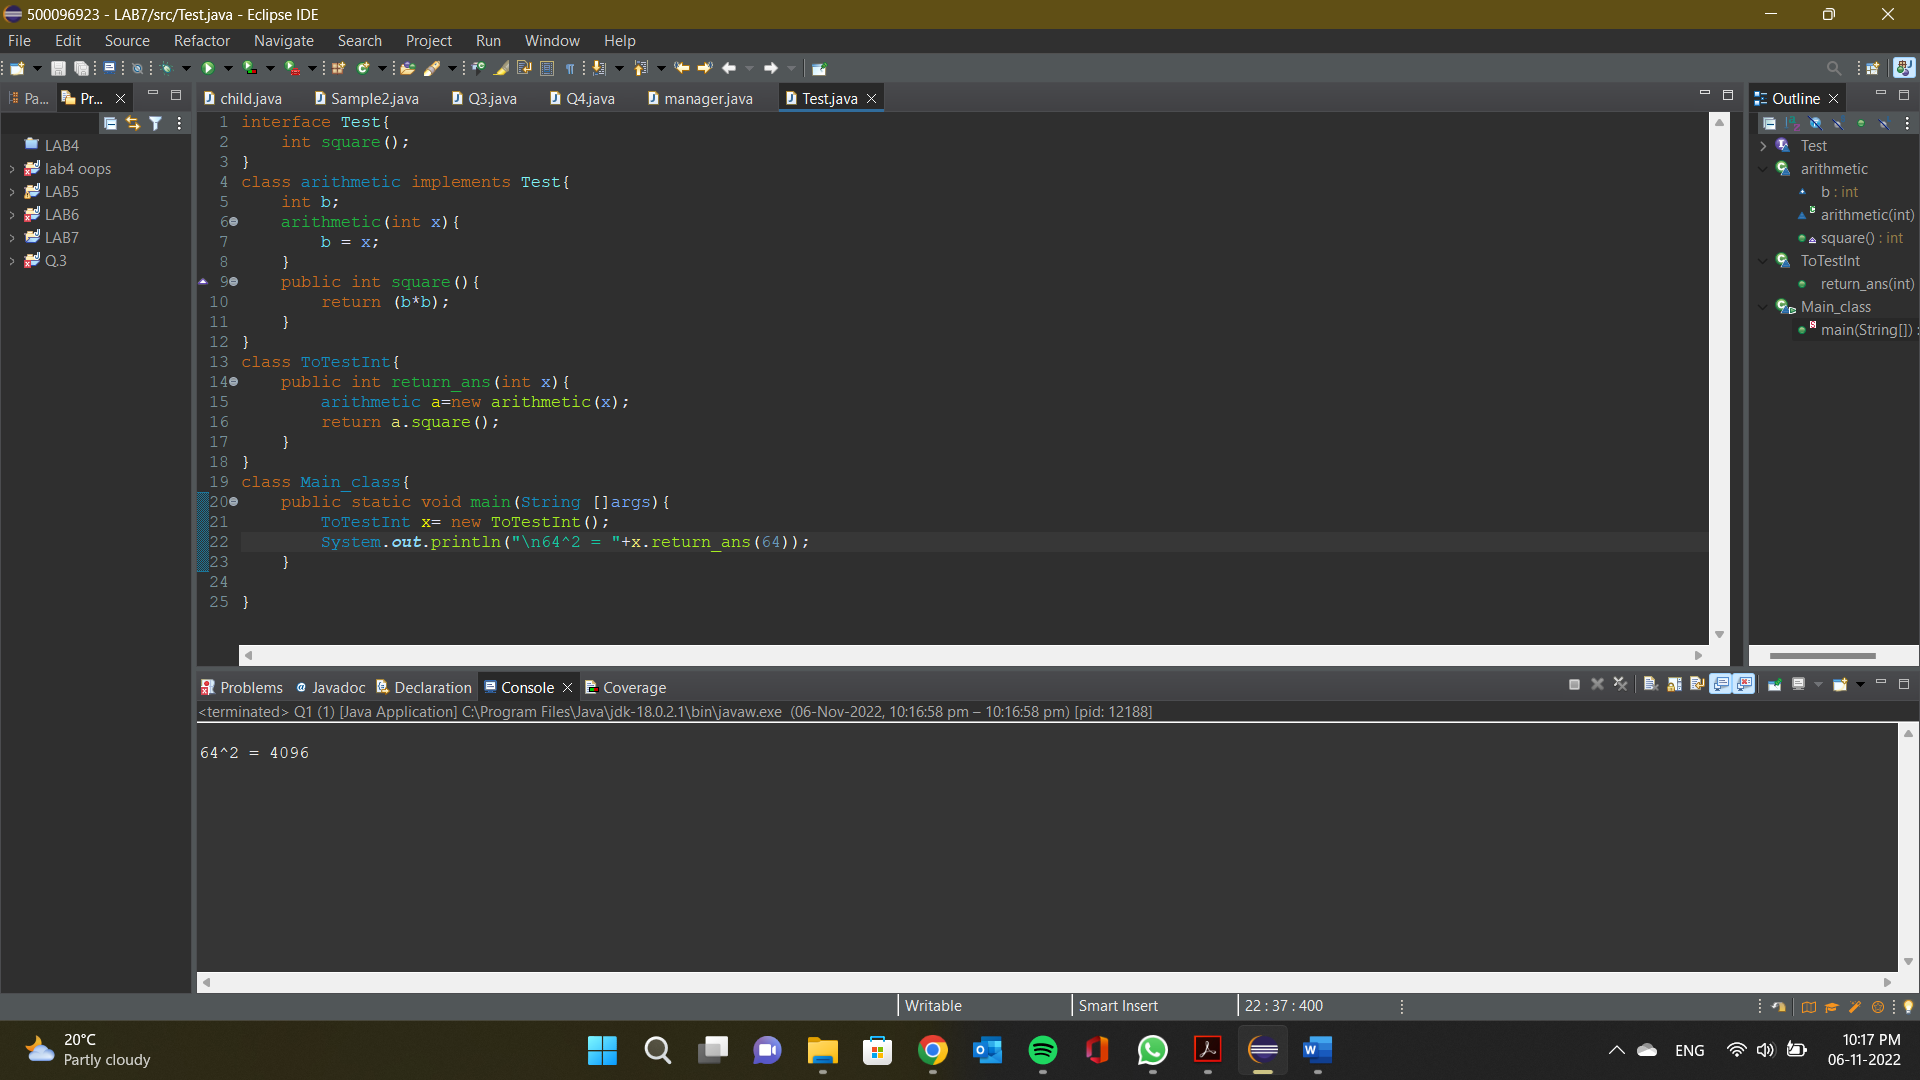 500096923 - LAB7/src/Test.java - Eclipse IDE
File Edit Source Refactor Navigate Search Project Run Window Help
Pa... Pr...
child.java Sample2.java Q3.java Q4.java manager.java Test.java
Outline
LAB4
lab4 oops
LAB5
LAB6
LAB7
Q.3
1 interface Test{
2     int square();
3 }
4 class arithmetic implements Test{
5     int b;
6     arithmetic(int x){
7         b = x;
8     }
9     public int square(){
10         return (b*b);
11     }
12 }
13 class ToTestInt{
14     public int return_ans(int x){
15         arithmetic a=new arithmetic(x);
16         return a.square();
17     }
18 }
19 class Main_class{
20     public static void main(String []args){
21         ToTestInt x= new ToTestInt();
22         System.out.println("\n64^2 = "+x.return_ans(64));
23     }
24
25 }
Test
arithmetic
b : int
arithmetic(int)
square() : int
ToTestInt
return_ans(int)
Main_class
main(String[]) :
Problems Javadoc Declaration Console Coverage
<terminated> Q1 (1) [Java Application] C:\Program Files\Java\jdk-18.0.2.1\bin\javaw.exe (06-Nov-2022, 10:16:58 pm – 10:16:58 pm) [pid: 12188]
64^2 = 4096
Writable Smart Insert 22 : 37 : 400
20°C
Partly cloudy
ENG
10:17 PM
06-11-2022